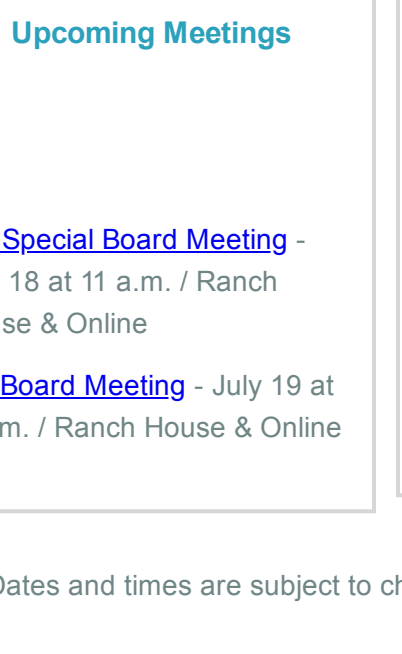 Upcoming Meetings
Special Board Meeting -
18 at 11 a.m. / Ranch
se & Online
Board Meeting - July 19 at
m. / Ranch House & Online
Dates and times are subject to ch